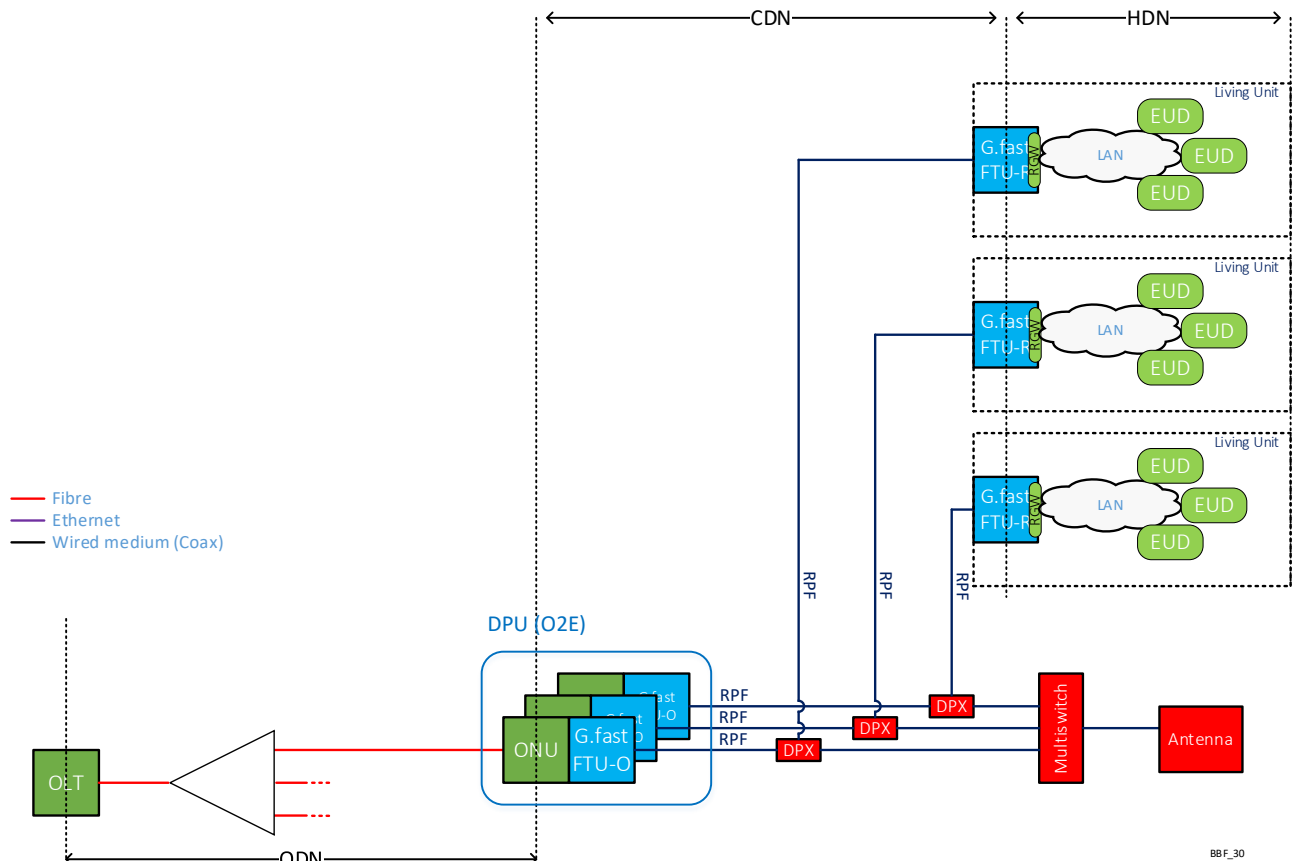 CDN
HDN
Living Unit
EUD
G.fast
FTU-R
RGW
LAN
EUD
EUD
Living Unit
EUD
G.fast
FTU-R
RGW
LAN
EUD
EUD
Living Unit
EUD
G.fast
FTU-R
RGW
LAN
EUD
EUD
Fibre
Ethernet
Wired medium (Coax)
RPF
RPF
RPF
DPU (O2E)
RPF
RPF
RPF
DPX
DPX
DPX
Multiswitch
Antenna
ONU
G.fast
FTU-O
OLT
ODN
BBF_30